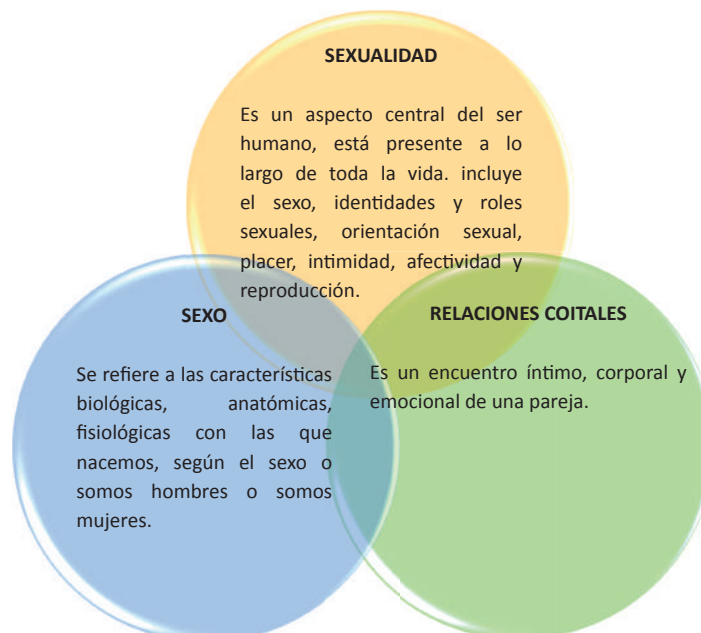 SEXUALIDAD
Es un aspecto central del ser
humano, está presente a lo
largo de toda la vida. incluye
el sexo, identidades y roles
sexuales, orientación sexual,
placer, intimidad, afectividad y
reproducción.
SEXO
Se refiere a las características
biológicas, anatómicas,
fisiológicas con las que
nacemos, según el sexo o
somos hombres o somos
mujeres.
RELACIONES COITALES
Es un encuentro íntimo, corporal y
emocional de una pareja.